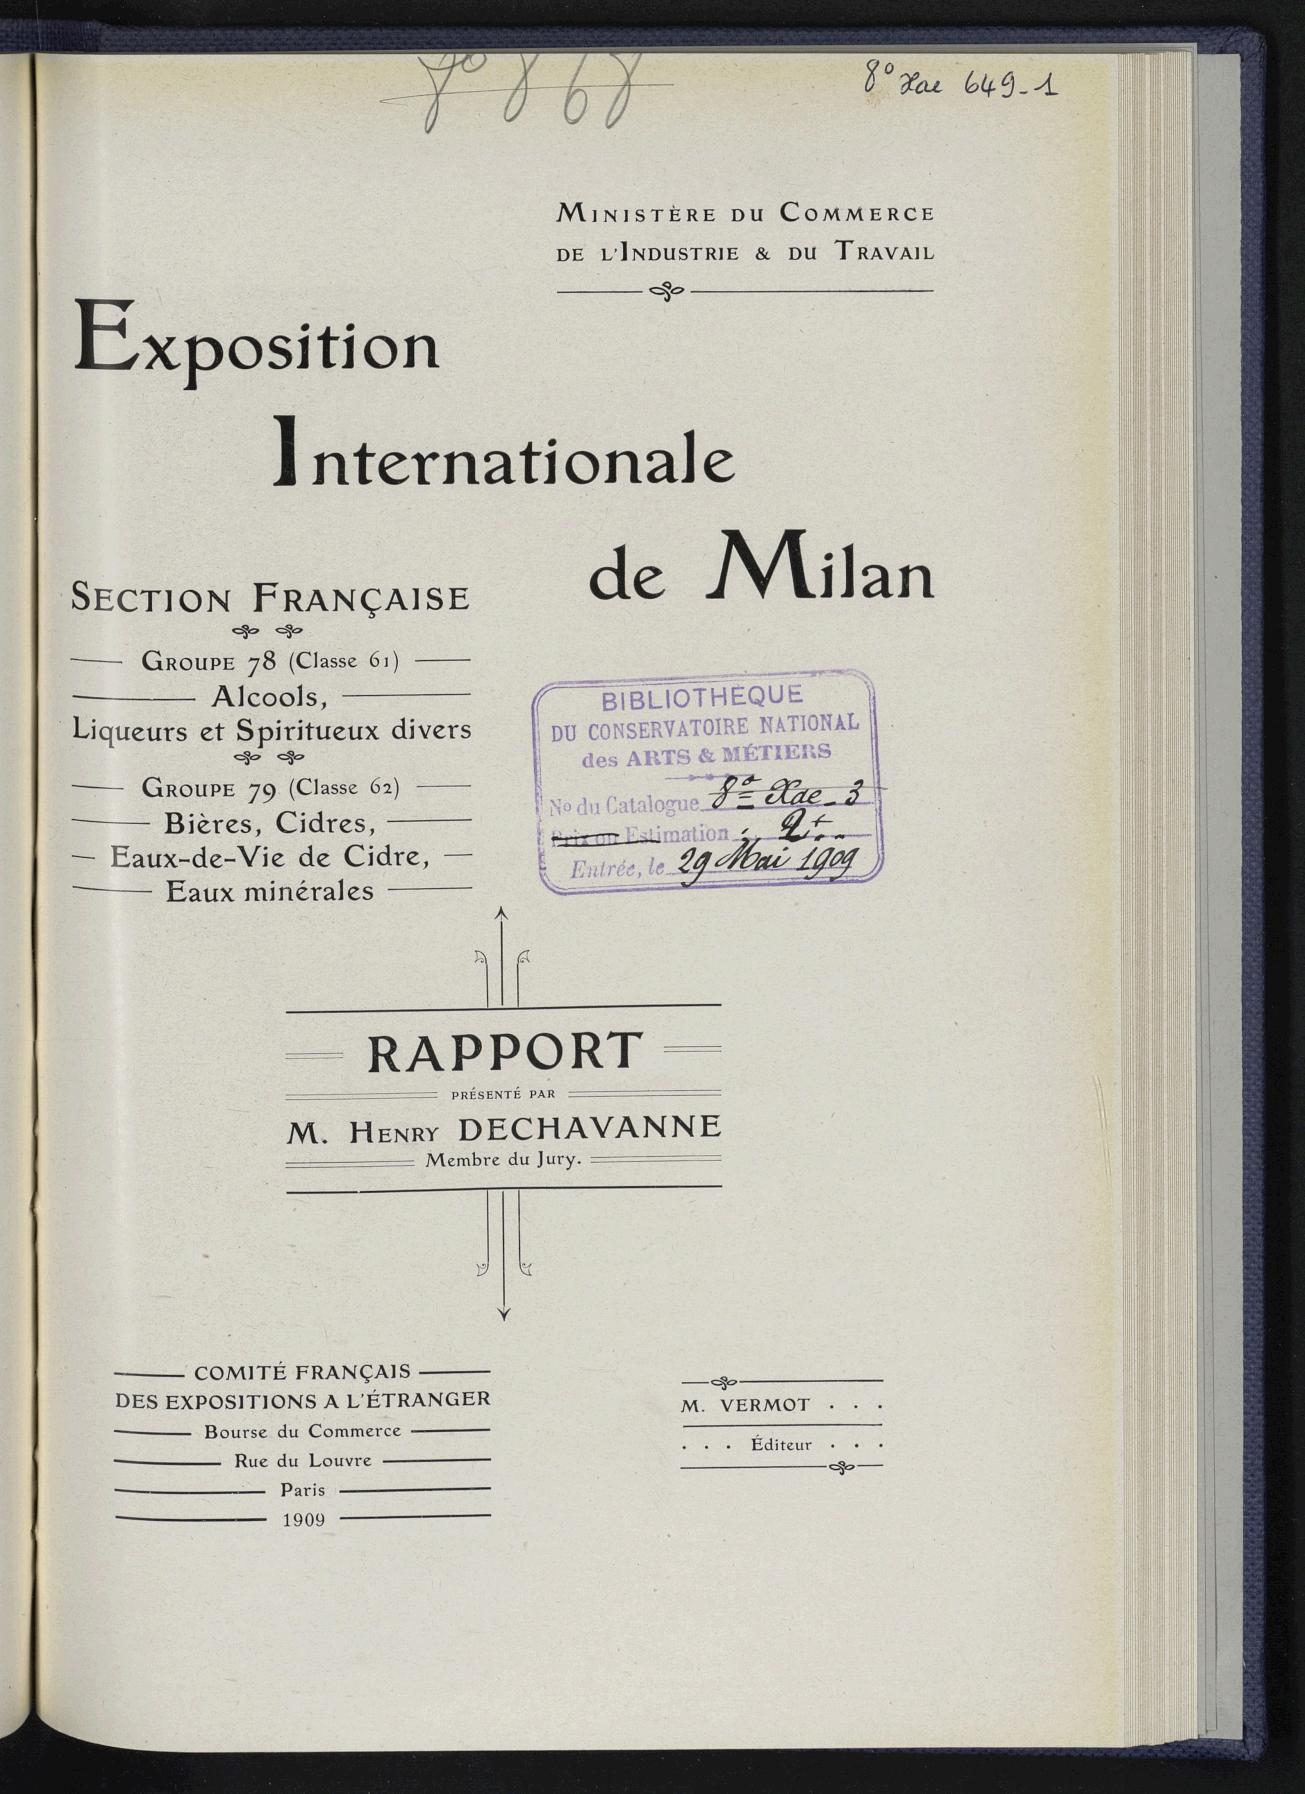 8° Xae 649-1
Ministère du Commerce
de l'Industrie & du Travail
Exposition
Internationale
de Milan
Section Française
Groupe 78 (Classe 61)
Alcools,
Liqueurs et Spiritueux divers
Groupe 79 (Classe 62)
Bières, Cidres,
Eaux-de-Vie de Cidre,
Eaux minérales
BIBLIOTHÈQUE
DU CONSERVATOIRE NATIONAL
des ARTS & MÉTIERS
No du Catalogue 8° Xae-3
Prix ou Estimation
Entrée, le 29 Mai 1909
RAPPORT
PRÉSENTÉ PAR
M. Henry DECHAVANNE
Membre du Jury.
COMITÉ FRANÇAIS
DES EXPOSITIONS A L'ÉTRANGER
Bourse du Commerce
Rue du Louvre
Paris
1909
M. VERMOT . . .
. . . Éditeur . . .